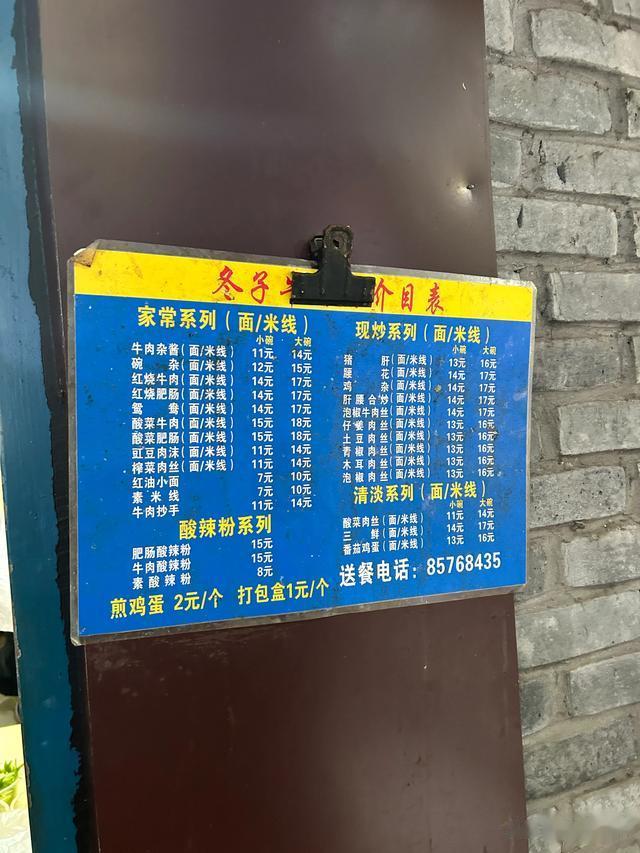 冬子 价目表
家常系列（面/米线）
小碗 大碗
牛肉杂酱（面/米线） 11元 14元
碗杂（面/米线） 12元 15元
红烧牛肉（面/米线） 14元 17元
红烧肥肠（面/米线） 14元 17元
鸳鸯（面/米线） 14元 17元
酸菜牛肉（面/米线） 15元 18元
酸菜肥肠（面/米线） 15元 18元
豇豆肉沫（面/米线） 11元 14元
榨菜肉丝（面/米线） 11元 14元
红油小面 7元 10元
素米线 7元 10元
牛肉抄手 11元 14元
酸辣粉系列
肥肠酸辣粉 15元
牛肉酸辣粉 15元
素酸辣粉 8元
煎鸡蛋 2元/个 打包盒1元/个
现炒系列（面/米线）
小碗 大碗
猪肝（面/米线） 13元 16元
腰花（面/米线） 14元 17元
鸡杂（面/米线） 14元 17元
肝腰合炒（面/米线） 14元 17元
泡椒牛肉丝（面/米线） 14元 17元
仔姜肉丝（面/米线） 13元 16元
土豆肉丝（面/米线） 13元 16元
青椒肉丝（面/米线） 13元 16元
木耳肉丝（面/米线） 13元 16元
泡椒肉丝（面/米线） 13元 16元
清淡系列（面/米线）
酸菜肉丝（面/米线） 11元 14元
三鲜（面/米线） 14元 17元
番茄鸡蛋（面/米线） 13元 16元
送餐电话：85768435